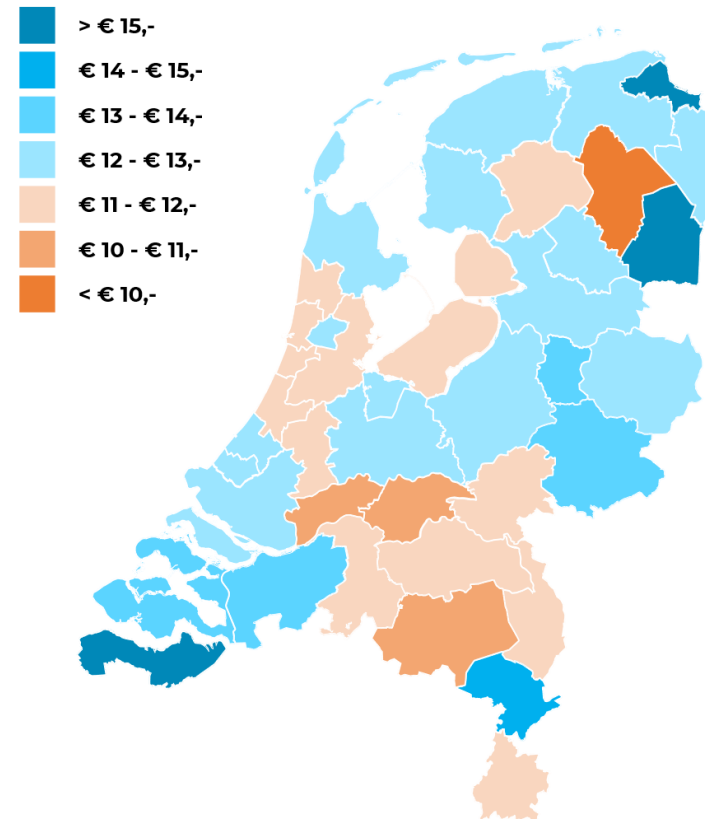 > € 15,-
€ 14 - € 15,-
€ 13 - € 14,-
€ 12 - € 13,-
€ 11 - € 12,-
€ 10 - € 11,-
< € 10,-